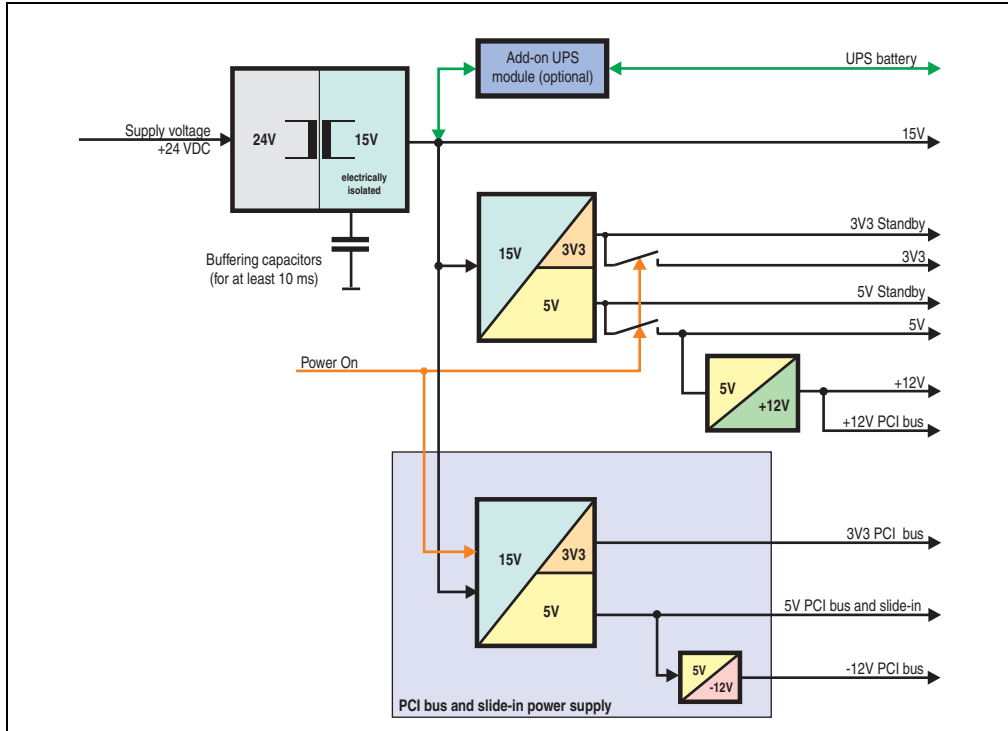 Add-on UPS
module (optional)
UPS battery
Supply voltage
+24 VDC
24V
15V
electrically
isolated
15V
Buffering capacitors
(for at least 10 ms)
15V
3V3
5V
3V3 Standby
3V3
5V Standby
5V
Power On
5V
+12V
+12V
+12V PCI bus
15V
3V3
5V
3V3 PCI bus
5V PCI bus and slide-in
5V
-12V
-12V PCI bus
PCI bus and slide-in power supply